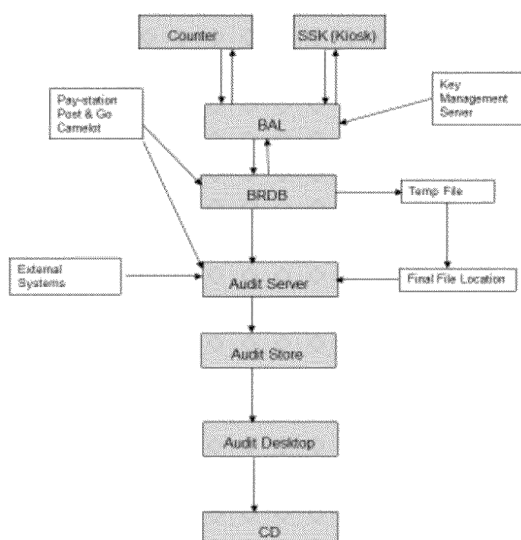 Counter
SSK (Kiosk)
Pay-station
Post & Go
Camelot
Key
Management
Server
BAL
BRDB
Temp File
External
Systems
Audit Server
Final File Location
Audit Store
Audit Desktop
CD